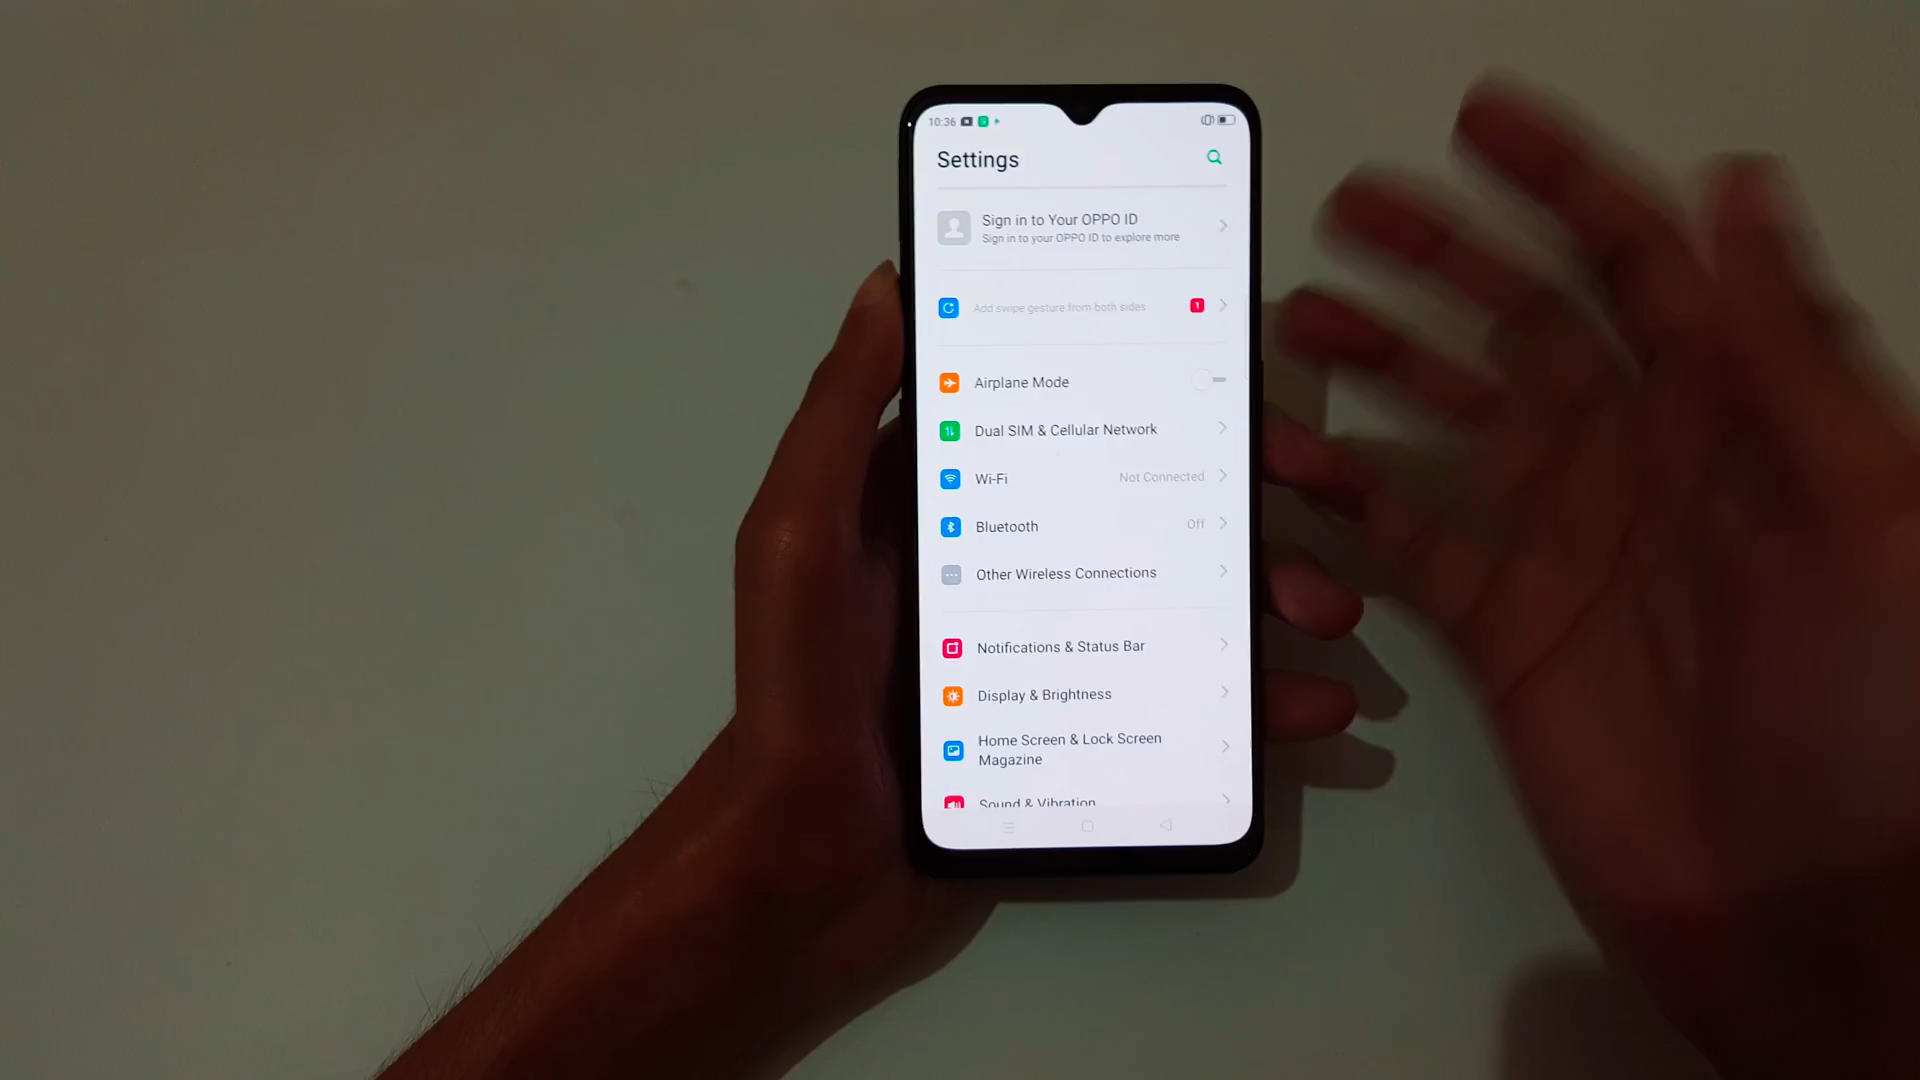 10:36
Settings
Sign in to Your OPPO ID
Sign in to your OPPO ID to explore more
Add swipe gesture from both sides
1
Airplane Mode
Dual SIM & Cellular Network
Wi-Fi
Not Connected
Bluetooth
Off
Other Wireless Connections
Notifications & Status Bar
Display & Brightness
Home Screen & Lock Screen
Magazine
Sound & Vibration